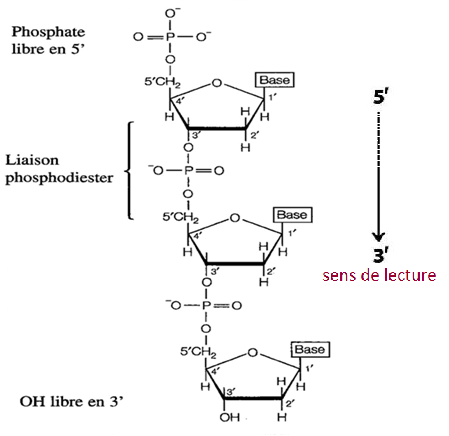 O⁻
Phosphate
libre en 5’
O=P—O⁻
O
5’CH₂
O
Base
4’
1’
H
H
H
H
3’
2’
5’
O
H
Liaison
phosphodiester
⁻O—P=O
O
5’CH₂
O
Base
4’
1’
H
H
H
3’
2’
3’
O
H
sens de lecture
⁻O—P=O
O
5’CH₂
O
Base
4’
1’
H
H
H
3’
2’
OH libre en 3’
OH
H